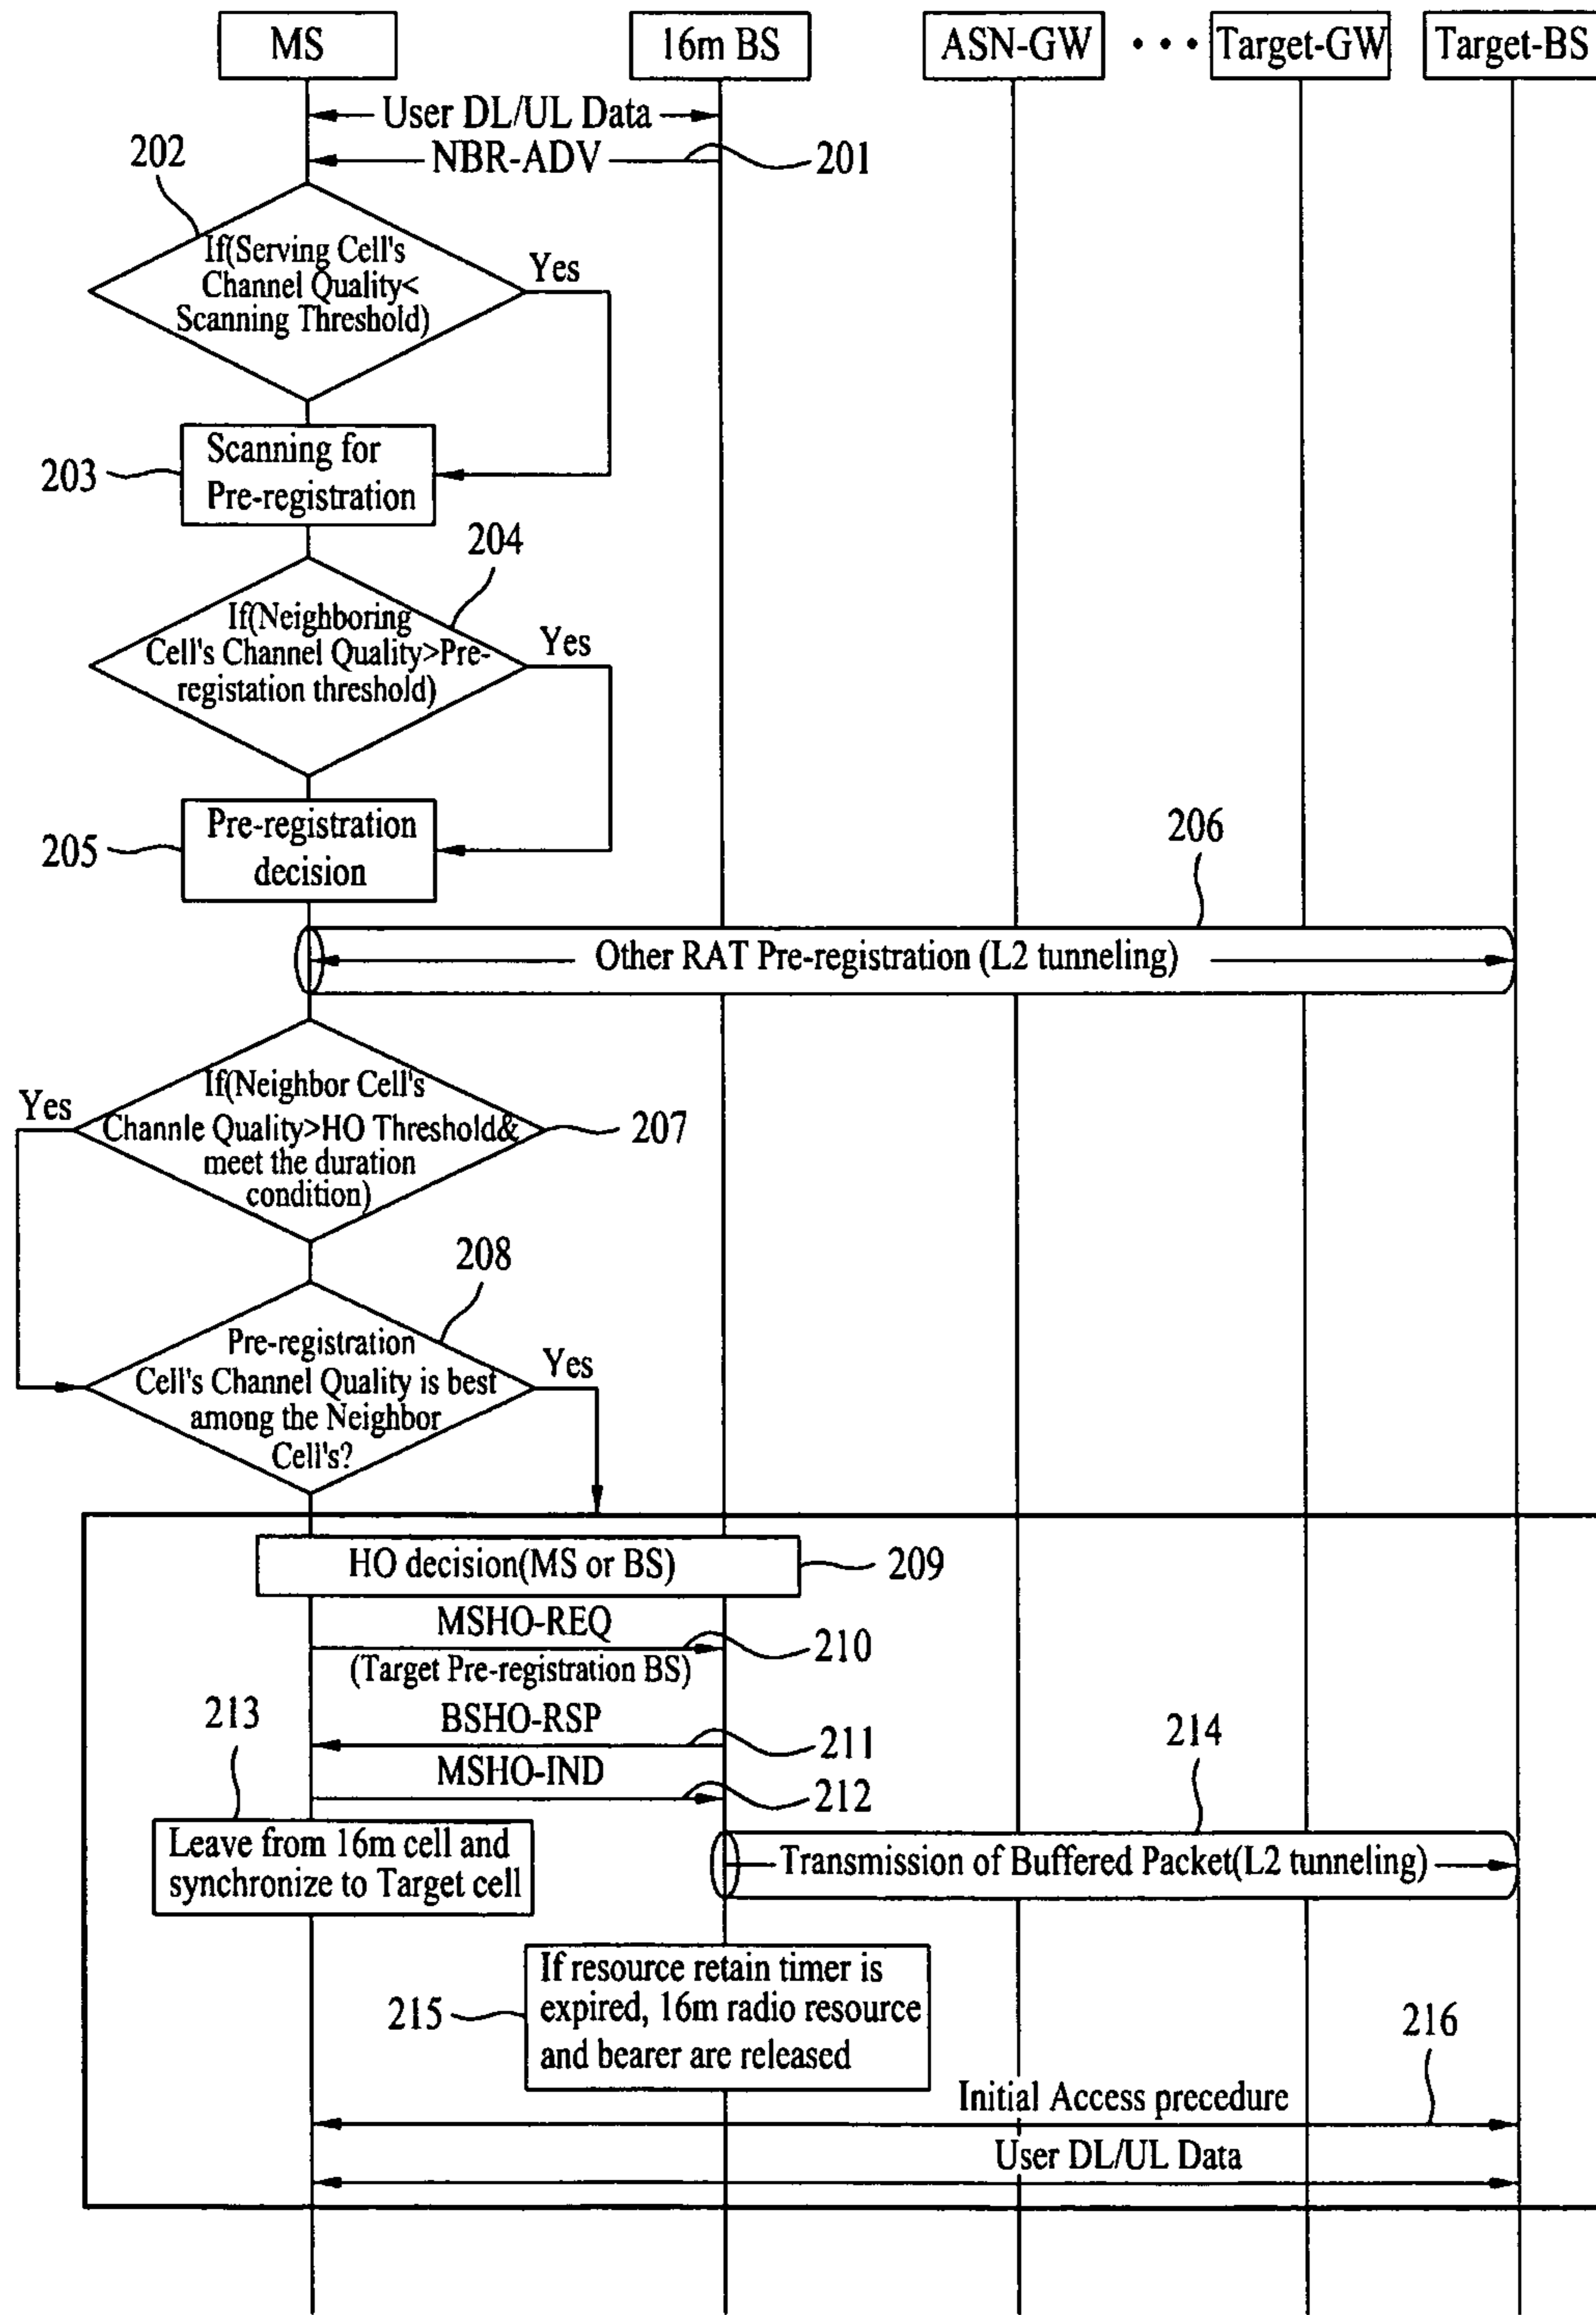 MS
16m BS
ASN-GW
• • •
Target-GW
Target-BS
User DL/UL Data
NBR-ADV
201
202
If(Serving Cell's
Channel Quality<
Scanning Threshold)
Yes
Scanning for
Pre-registration
203
204
If(Neighboring
Cell's Channel Quality>Pre-
registation threshold)
Yes
Pre-registration
decision
205
206
Other RAT Pre-registration (L2 tunneling)
If(Neighbor Cell's
Channle Quality>HO Threshold&
meet the duration
condition)
Yes
207
208
Pre-registration
Cell's Channel Quality is best
among the Neighbor
Cell's?
Yes
HO decision(MS or BS)
209
MSHO-REQ
210
(Target Pre-registration BS)
BSHO-RSP
211
MSHO-IND
212
213
Leave from 16m cell and
synchronize to Target cell
214
Transmission of Buffered Packet(L2 tunneling)
If resource retain timer is
expired, 16m radio resource
and bearer are released
215
216
Initial Access precedure
User DL/UL Data